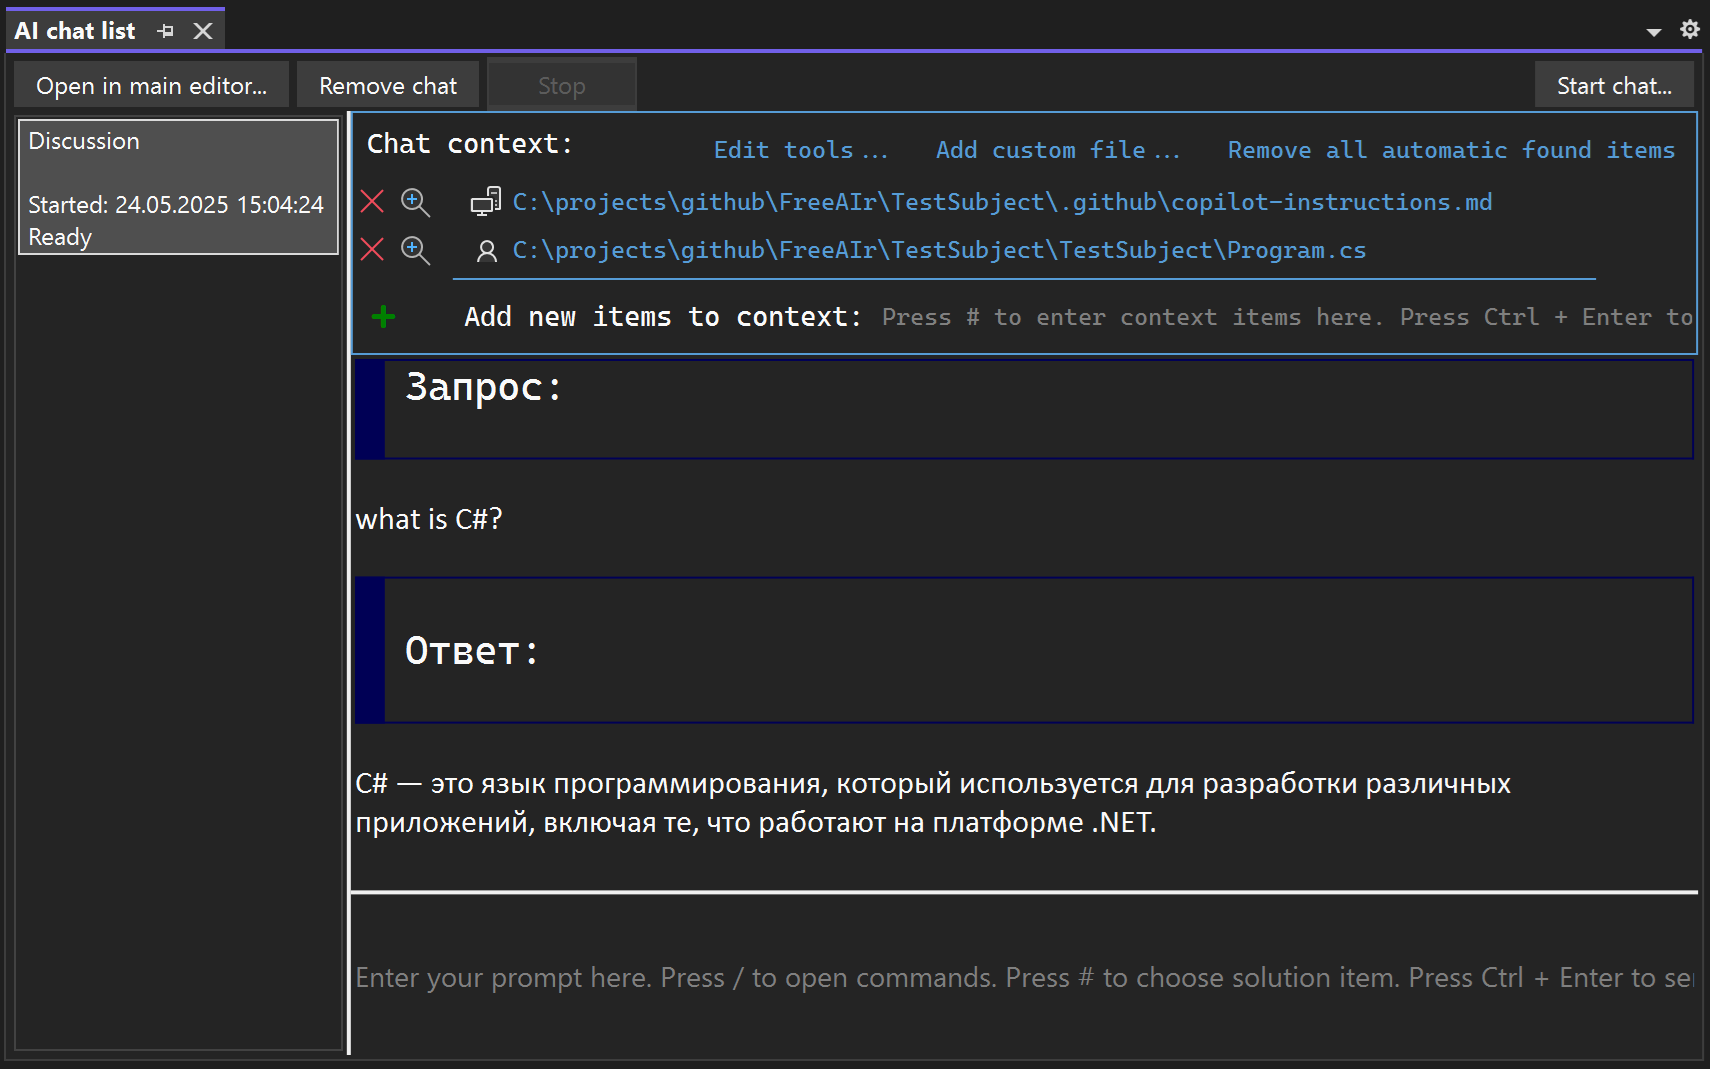 AI chat list
Open in main editor... Remove chat Stop Start chat...
Discussion
Started: 24.05.2025 15:04:24
Ready
Chat context: Edit tools... Add custom file... Remove all automatic found items
C:\projects\github\FreeAIr\TestSubject\.github\copilot-instructions.md
C:\projects\github\FreeAIr\TestSubject\TestSubject\Program.cs
Add new items to context: Press # to enter context items here. Press Ctrl + Enter to
Запрос:
what is C#?
Ответ:
C# — это язык программирования, который используется для разработки различных
приложений, включая те, что работают на платформе .NET.
Enter your prompt here. Press / to open commands. Press # to choose solution item. Press Ctrl + Enter to